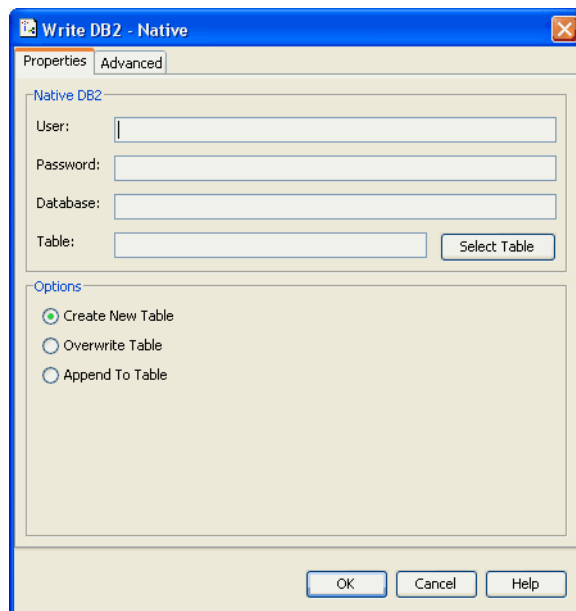 Write DB2 - Native
Properties Advanced
Native DB2
User:
Password:
Database:
Table: Select Table
Options
Create New Table
Overwrite Table
Append To Table
OK Cancel Help